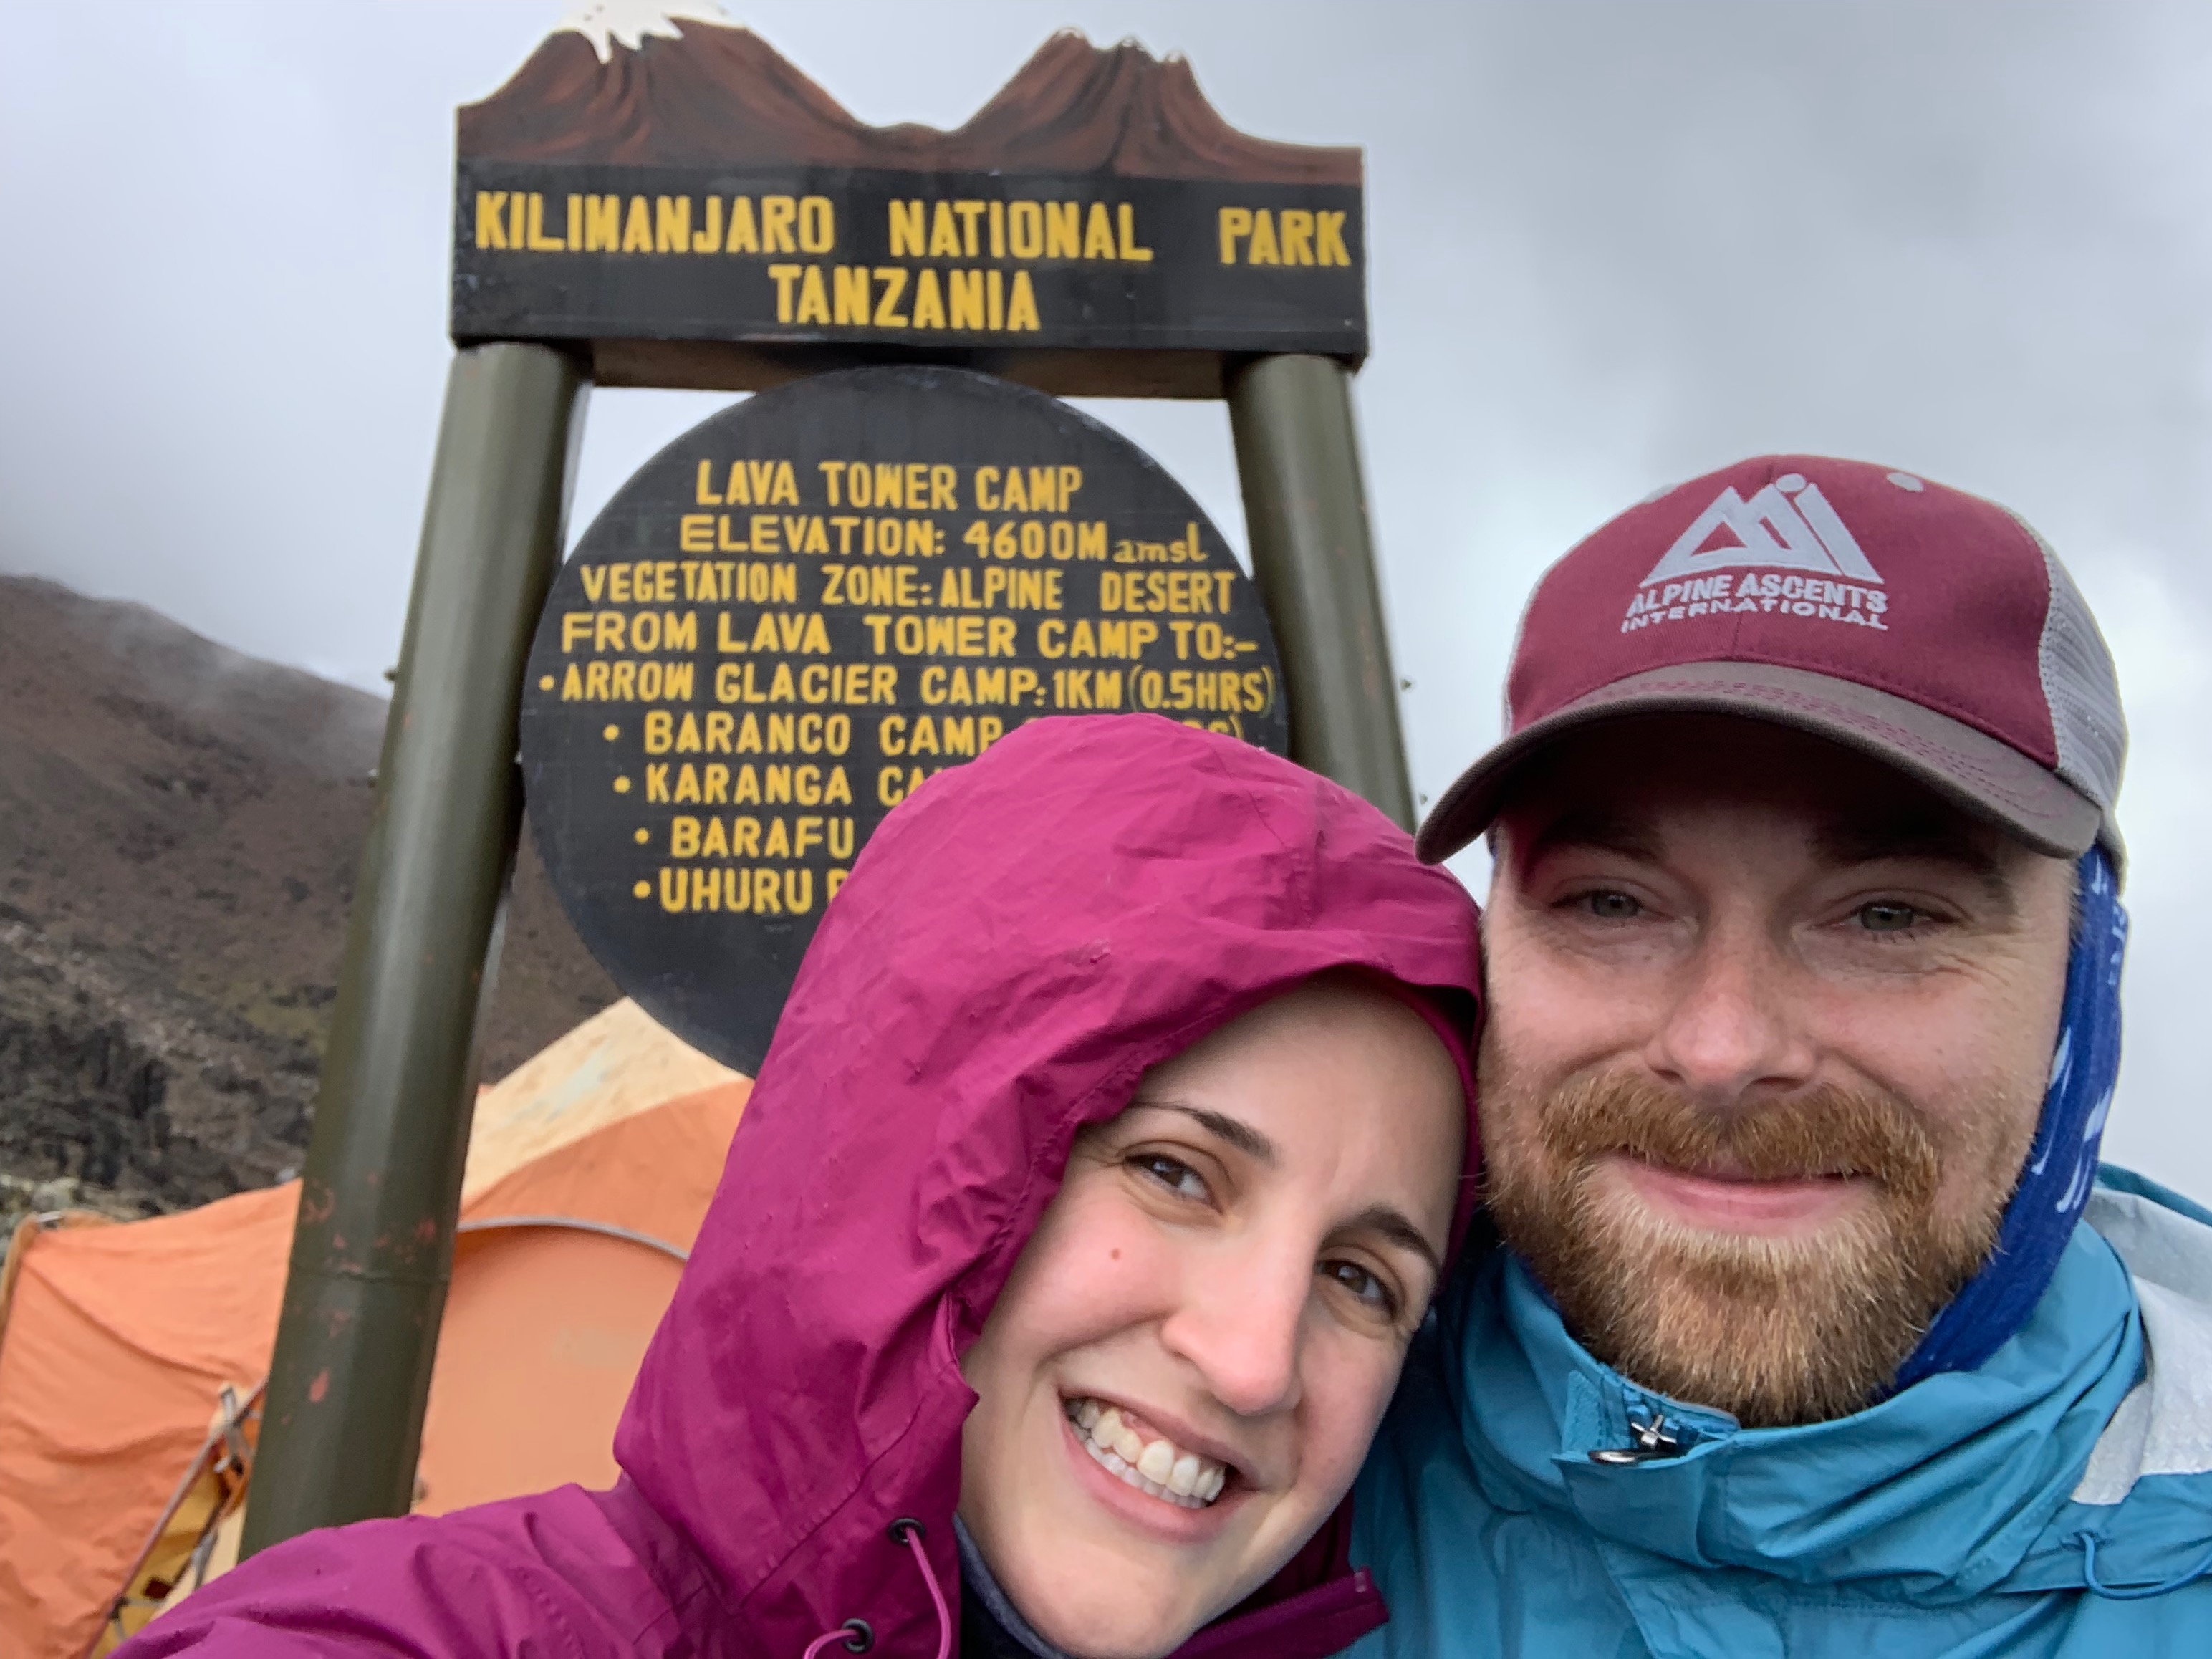 KILIMANJARO NATIONAL PARK
TANZANIA
LAVA TOWER CAMP
ELEVATION: 4600M amsl
VEGETATION ZONE: ALPINE DESERT
FROM LAVA TOWER CAMP TO:-
• ARROW GLACIER CAMP: 1KM (0.5HRS)
• BARANCO CAMP
• KARANGA
• BARAFU
• UHURU
ALPINE ASCENTS
INTERNATIONAL